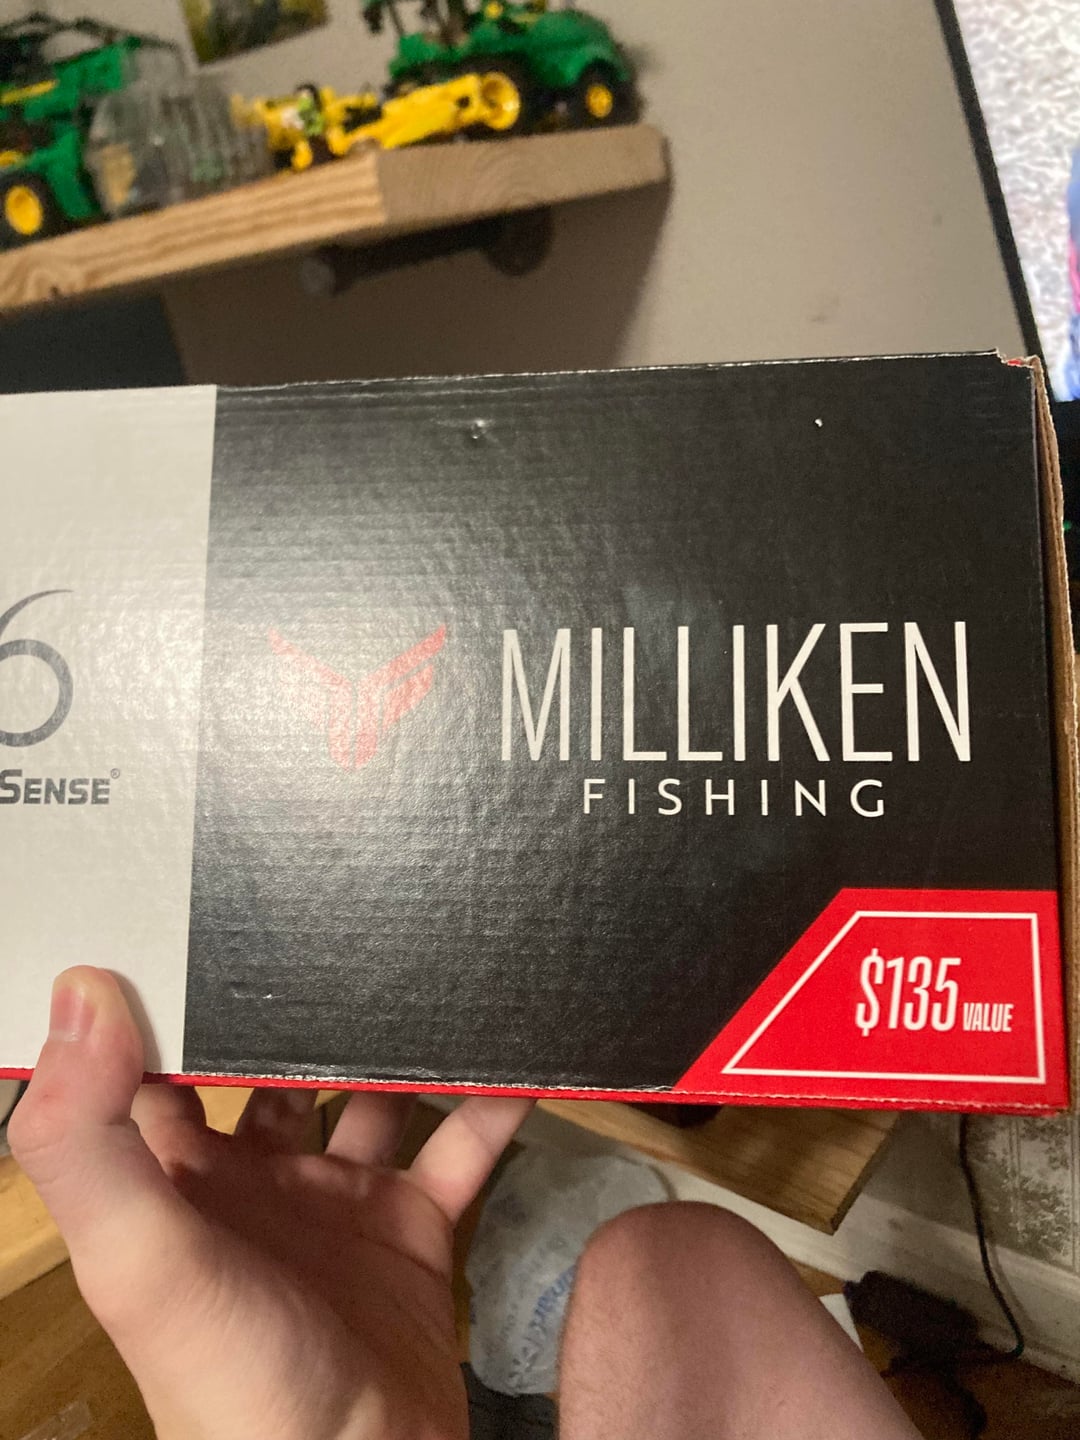 6
SENSE®
MILLIKEN
FISHING
$135 VALUE